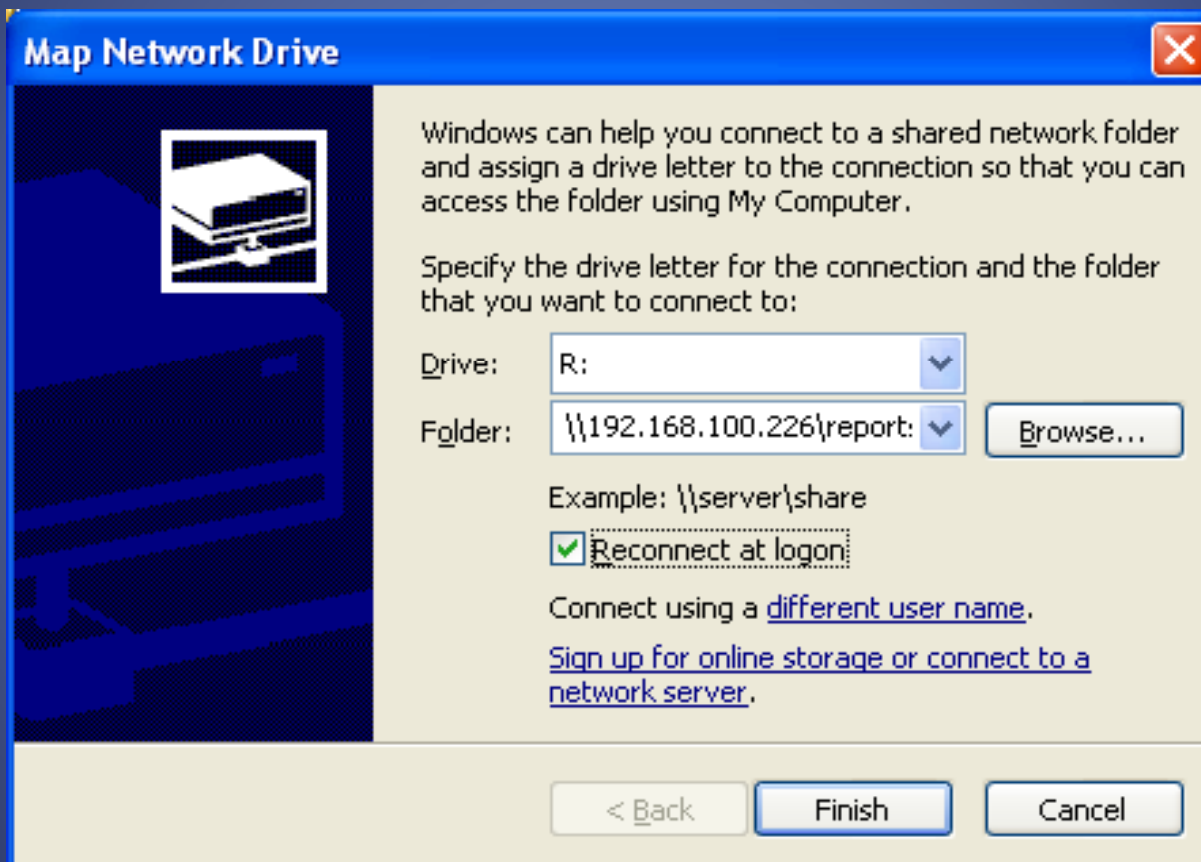 Map Network Drive
Windows can help you connect to a shared network folder
and assign a drive letter to the connection so that you can
access the folder using My Computer.
Specify the drive letter for the connection and the folder
that you want to connect to:
Drive: R:
Folder: \\192.168.100.226\report: Browse...
Example: \\server\share
Reconnect at logon
Connect using a different user name.
Sign up for online storage or connect to a
network server.
< Back Finish Cancel